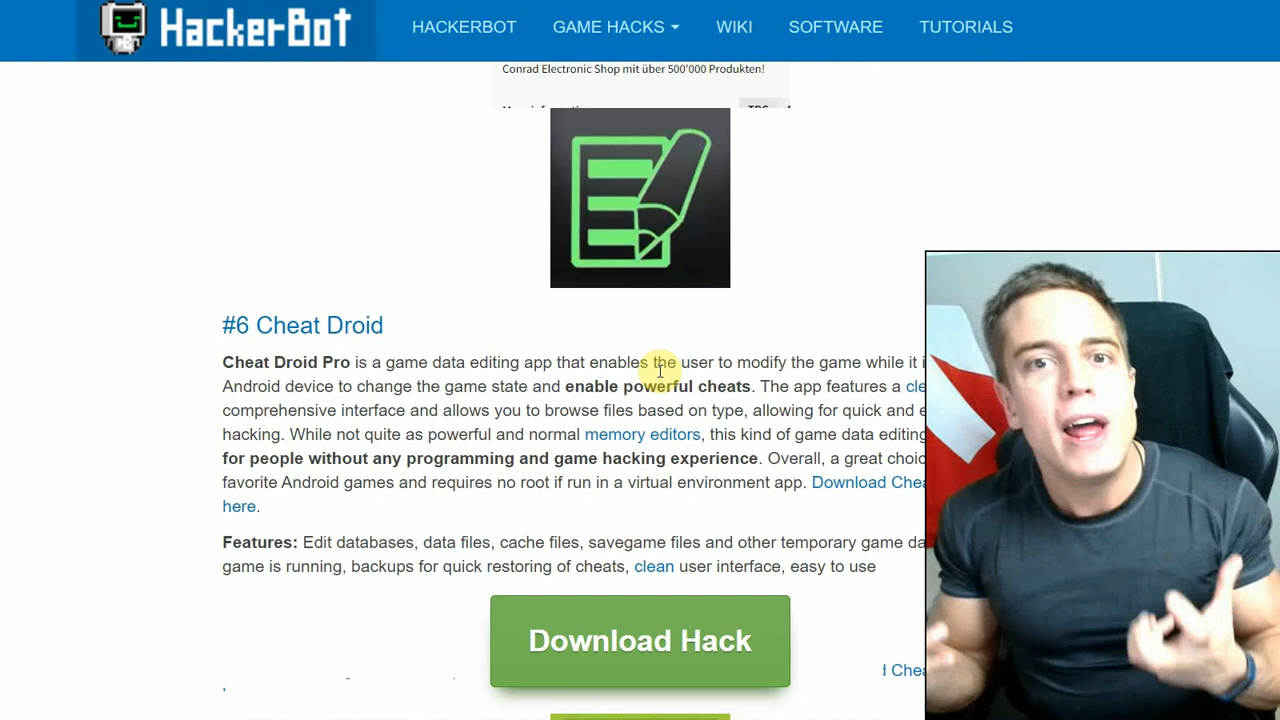 HackerBot
HACKERBOT GAME HACKS WIKI SOFTWARE TUTORIALS
Conrad Electronic Shop mit über 500'000 Produkten!
#6 Cheat Droid
Cheat Droid Pro is a game data editing app that enables the user to modify the game while it
Android device to change the game state and enable powerful cheats. The app features a
comprehensive interface and allows you to browse files based on type, allowing for quick and
hacking. While not quite as powerful and normal memory editors, this kind of game data editing
for people without any programming and game hacking experience. Overall, a great
favorite Android games and requires no root if run in a virtual environment app. Download
here.
Features: Edit databases, data files, cache files, savegame files and other temporary game
game is running, backups for quick restoring of cheats, clean user interface, easy to use
Download Hack